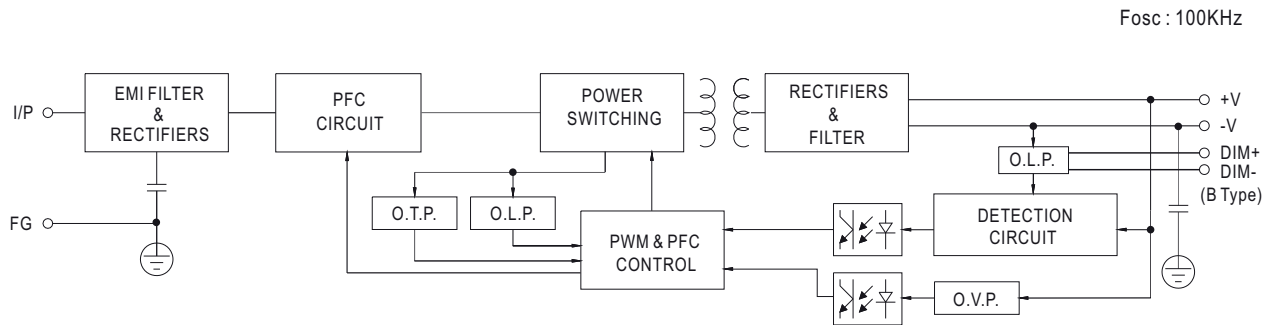 Fosc : 100KHz
I/P
EMI FILTER
&
RECTIFIERS
PFC
CIRCUIT
POWER
SWITCHING
RECTIFIERS
&
FILTER
+V
-V
DIM+
DIM-
(B Type)
O.L.P.
FG
O.T.P.
O.L.P.
PWM & PFC
CONTROL
DETECTION
CIRCUIT
O.V.P.